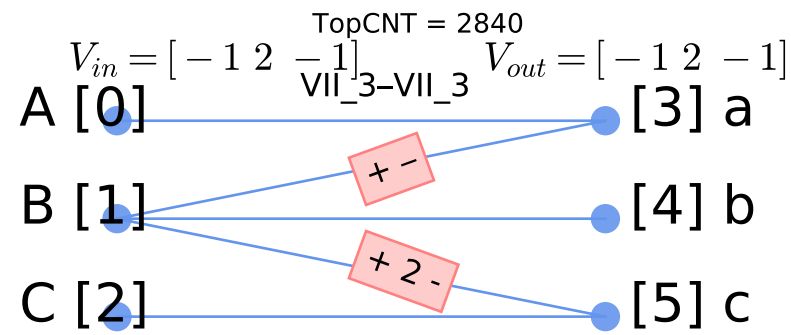 TopCNT = 2840
V_in = [ − 1 2 − 1] V_out = [ − 1 2 − 1]
VII_3–VII_3
A [0] [3] a
+ −
B [1] [4] b
+ 2 -
C [2] [5] c